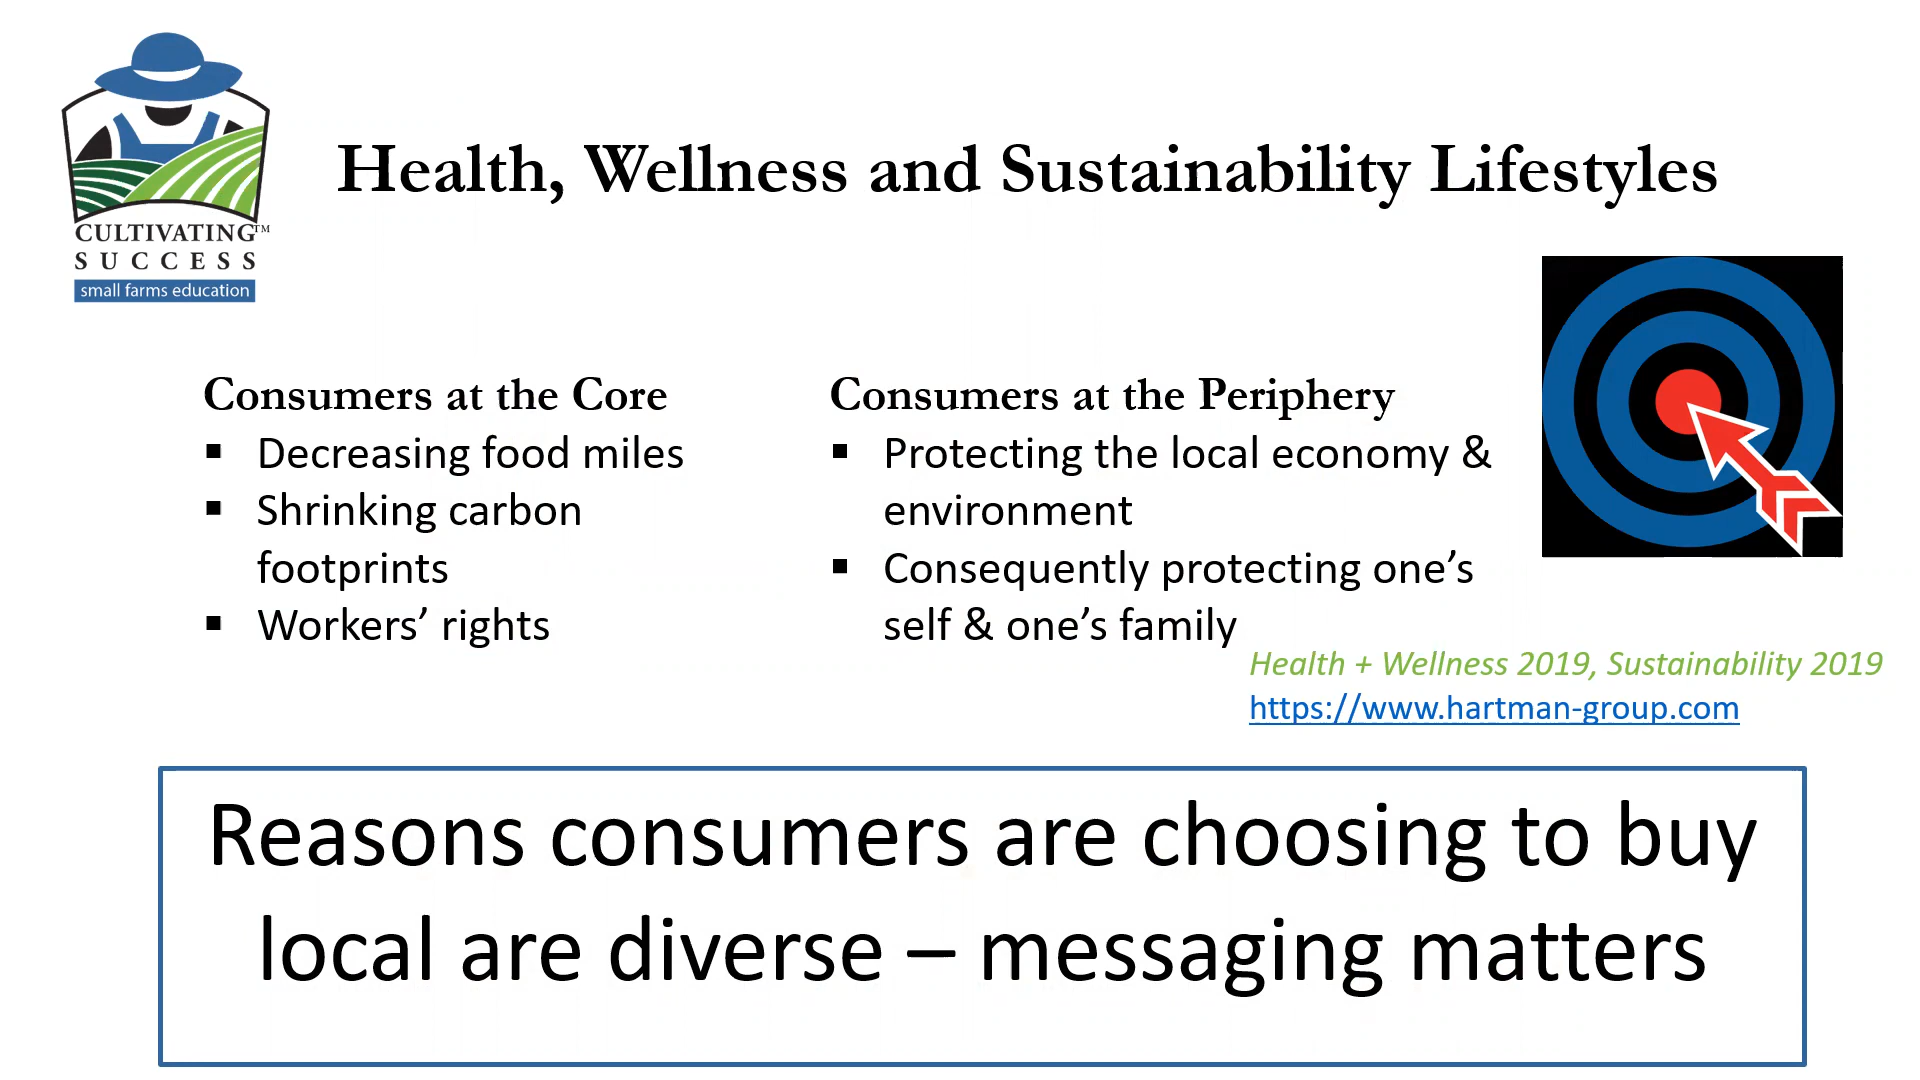 CULTIVATING™
SUCCESS
small farms education
Health, Wellness and Sustainability Lifestyles
Consumers at the Core
▪ Decreasing food miles
▪ Shrinking carbon
footprints
▪ Workers’ rights
Consumers at the Periphery
▪ Protecting the local economy &
environment
▪ Consequently protecting one’s
self & one’s family
Health + Wellness 2019, Sustainability 2019
https://www.hartman-group.com
Reasons consumers are choosing to buy
local are diverse – messaging matters